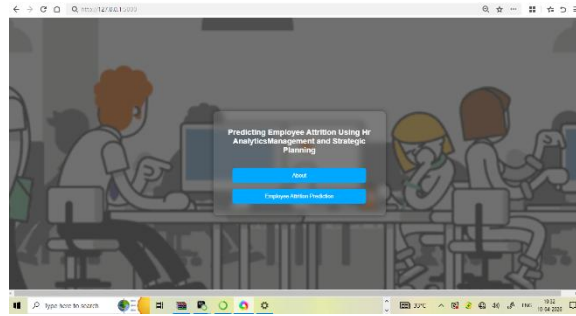 http://127.0.0.1:5000
Predicting Employee Attrition Using Hr
AnalyticsManagement and Strategic
Planning
About
Employee Attrition Prediction
Type here to search
33°C
ENG